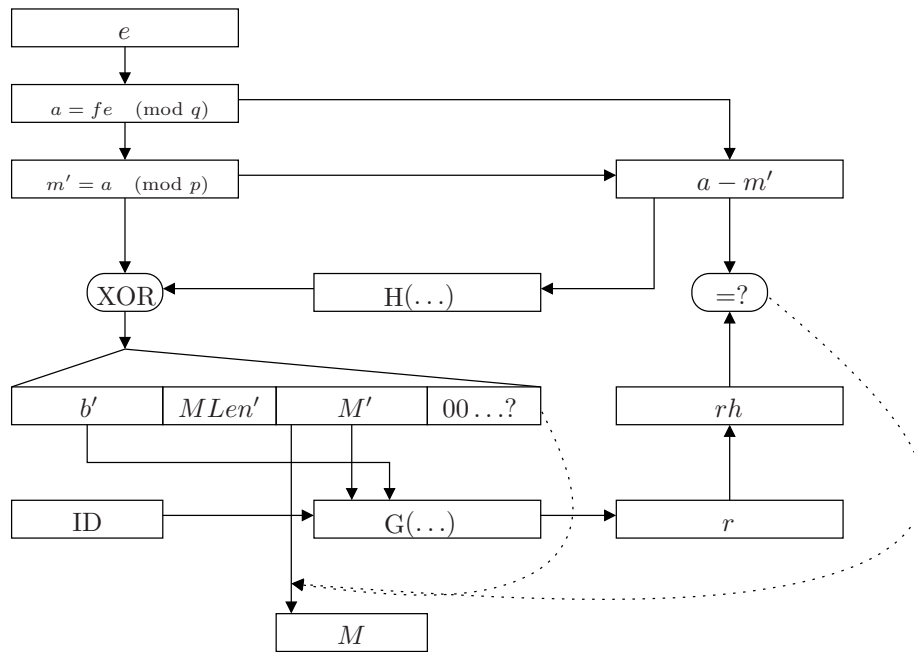 e
a = fe (mod q)
m′ = a (mod p)
a − m′
XOR
H(…)
=?
b′
MLen′
M′
00…?
rh
ID
G(…)
r
M